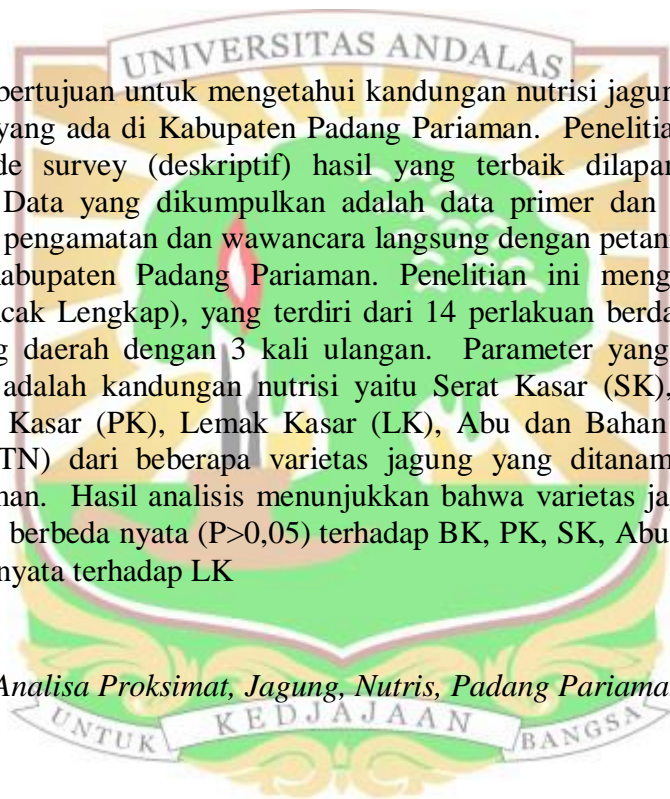 UNIVERSITAS ANDALAS
bertujuan untuk mengetahui kandungan nutrisi jagun
yang ada di Kabupaten Padang Pariaman. Penelitia
de survey (deskriptif) hasil yang terbaik dilapar
Data yang dikumpulkan adalah data primer dan
pengamatan dan wawancara langsung dengan petan
abupaten Padang Pariaman. Penelitian ini meng
cak Lengkap), yang terdiri dari 14 perlakuan berda
g daerah dengan 3 kali ulangan. Parameter yang
adalah kandungan nutrisi yaitu Serat Kasar (SK),
Kasar (PK), Lemak Kasar (LK), Abu dan Bahan
TN) dari beberapa varietas jagung yang ditanam
nan. Hasil analisis menunjukkan bahwa varietas ja
berbeda nyata (P>0,05) terhadap BK, PK, SK, Abu
nyata terhadap LK
Analisa Proksimat, Jagung, Nutris, Padang Pariama
UNTUK KEDJAJAAN BANGSA